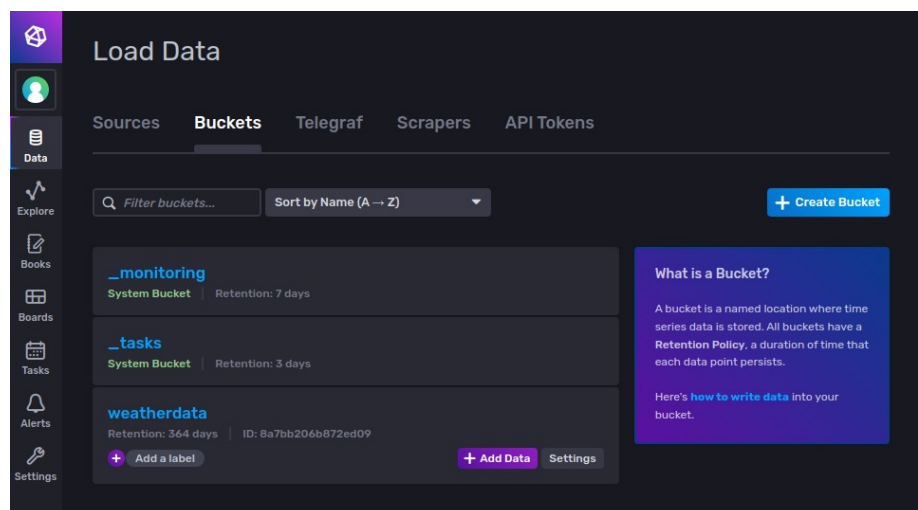 Load Data
Sources Buckets Telegraf Scrapers API Tokens
Data
Explore
Books
Boards
Tasks
Alerts
Settings
Filter buckets...
Sort by Name (A → Z)
+ Create Bucket
_monitoring
System Bucket Retention: 7 days
_tasks
System Bucket Retention: 3 days
weatherdata
Retention: 364 days ID: 8a7bb206b872ed09
+ Add a label
+ Add Data Settings
What is a Bucket?
A bucket is a named location where time
series data is stored. All buckets have a
Retention Policy, a duration of time that
each data point persists.
Here's how to write data into your
bucket.